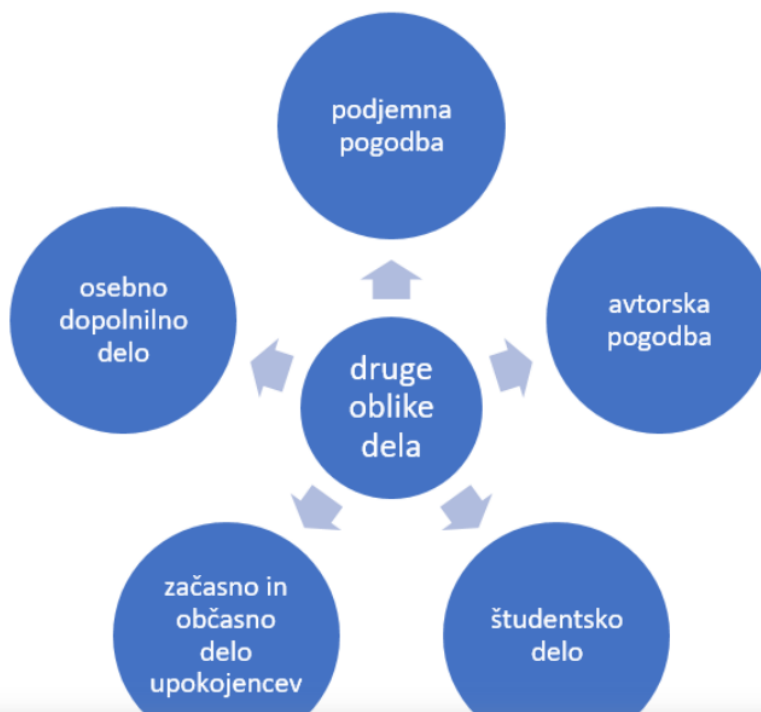 podjemna
pogodba
osebno
dopolnilno
delo
avtorska
pogodba
druge
oblike
dela
začasno in
občasno
delo
upokojencev
študentsko
delo